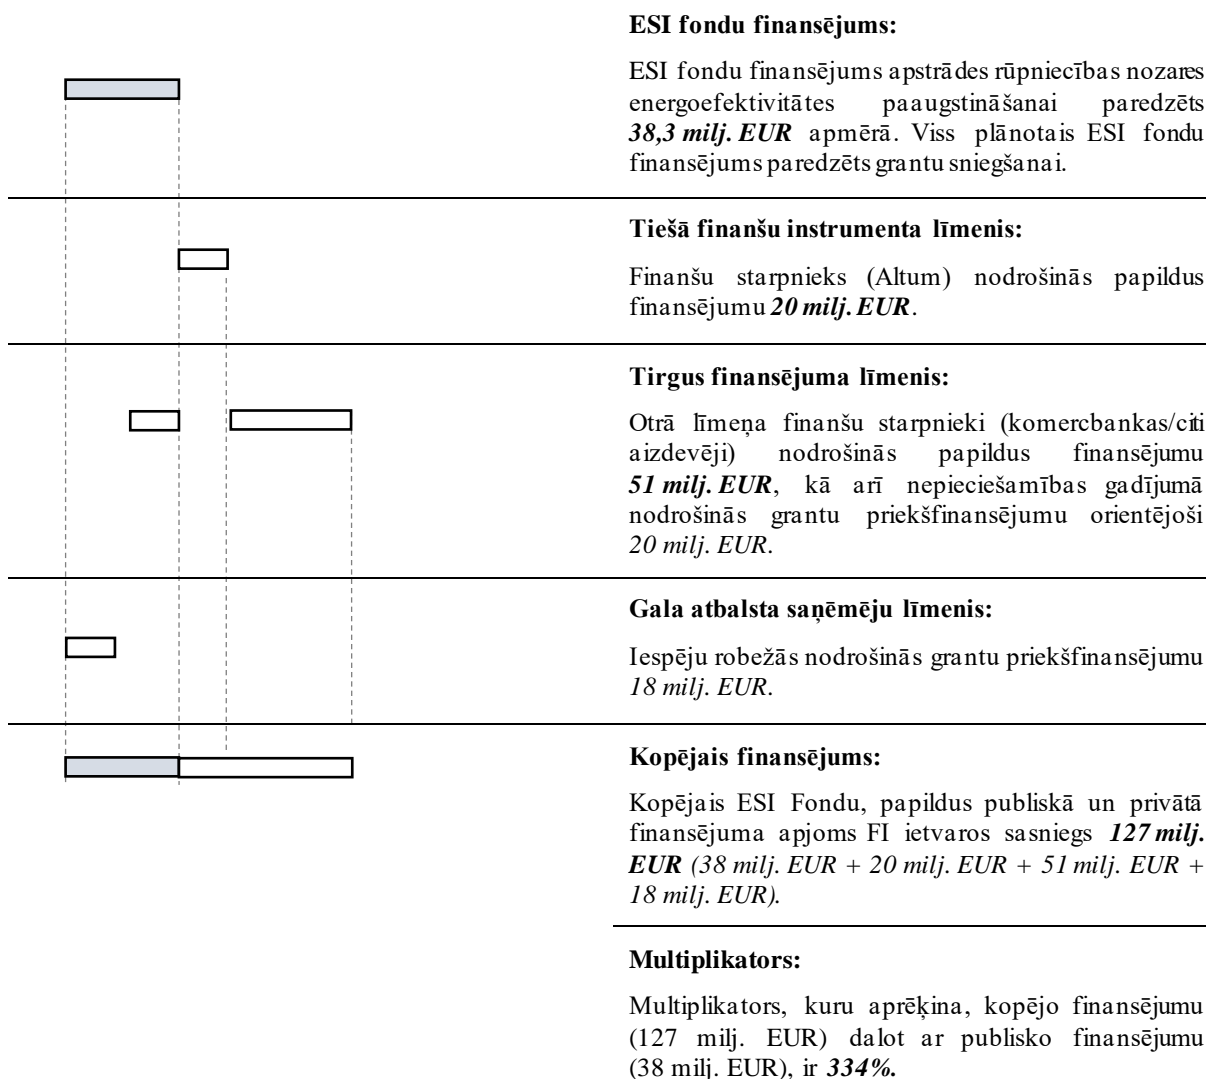 ESI fondu finansējums:
ESI fondu finansējums apstrādes rūpniecības nozares
energoefektivitātes paaugstināšanai paredzēts
38,3 milj. EUR apmērā. Viss plānotais ESI fondu
finansējums paredzēts grantu sniegšanai.
Tiešā finanšu instrumenta līmenis:
Finanšu starpnieks (Altum) nodrošinās papildus
finansējumu 20 milj. EUR.
Tirgus finansējuma līmenis:
Otrā līmeņa finanšu starpnieki (komercbankas/citi
aizdevēji) nodrošinās papildus finansējumu
51 milj. EUR, kā arī nepieciešamības gadījumā
nodrošinās grantu priekšfinansējumu orientējoši
20 milj. EUR.
Gala atbalsta saņēmēju līmenis:
Iespēju robežās nodrošinās grantu priekšfinansējumu
18 milj. EUR.
Kopējais finansējums:
Kopējais ESI Fondu, papildus publiskā un privātā
finansējuma apjoms FI ietvaros sasniegs 127 milj.
EUR (38 milj. EUR + 20 milj. EUR + 51 milj. EUR +
18 milj. EUR).
Multiplikators:
Multiplikators, kuru aprēķina, kopējo finansējumu
(127 milj. EUR) dalot ar publisko finansējumu
(38 milj. EUR), ir 334%.